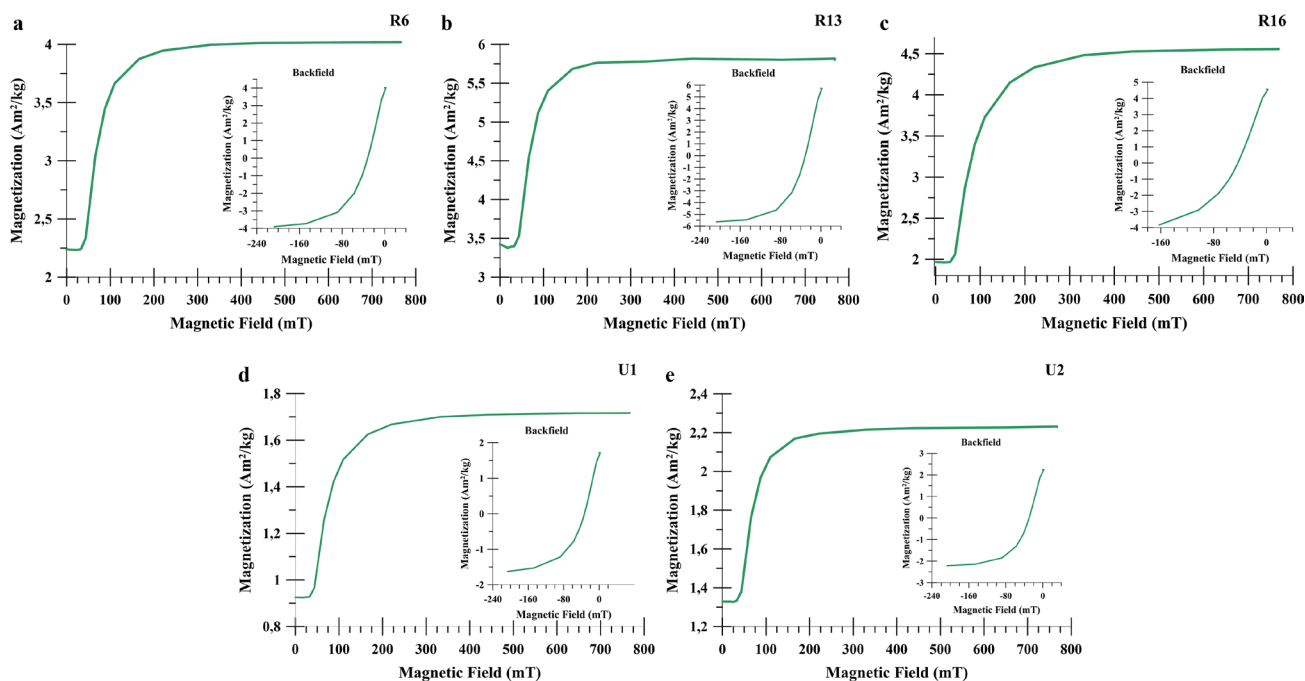 a
R6
Magnetization (Am²/kg)
4
3,5
3
2,5
2
0 100 200 300 400 500 600 700 800
Magnetic Field (mT)
Backfield
Magnetization (Am²/kg)
4
3
2
1
0
-1
-2
-3
-4
-240 -160 -80 0
Magnetic Field (mT)
b
R13
Magnetization (Am²/kg)
6
5,5
5
4,5
4
3,5
3
0 100 200 300 400 500 600 700 800
Magnetic Field (mT)
Backfield
Magnetization (Am²/kg)
6
5
4
3
2
1
0
-1
-2
-3
-4
-5
-6
-240 -160 -80 0
Magnetic Field (mT)
c
R16
Magnetization (Am²/kg)
4,5
4
3,5
3
2,5
2
0 100 200 300 400 500 600 700 800
Magnetic Field (mT)
Backfield
Magnetization (Am²/kg)
5
4
3
2
1
0
-1
-2
-3
-4
-160 -80 0
Magnetic Field (mT)
d
U1
Magnetization (Am²/kg)
1,8
1,6
1,4
1,2
1
0,8
0 100 200 300 400 500 600 700 800
Magnetic Field (mT)
Backfield
Magnetization (Am²/kg)
2
1
0
-1
-2
-240 -160 -80 0
Magnetic Field (mT)
e
U2
Magnetization (Am²/kg)
2,4
2,2
2
1,8
1,6
1,4
1,2
0 100 200 300 400 500 600 700 800
Magnetic Field (mT)
Backfield
Magnetization (Am²/kg)
3
2
1
0
-1
-2
-3
-240 -160 -80 0
Magnetic Field (mT)